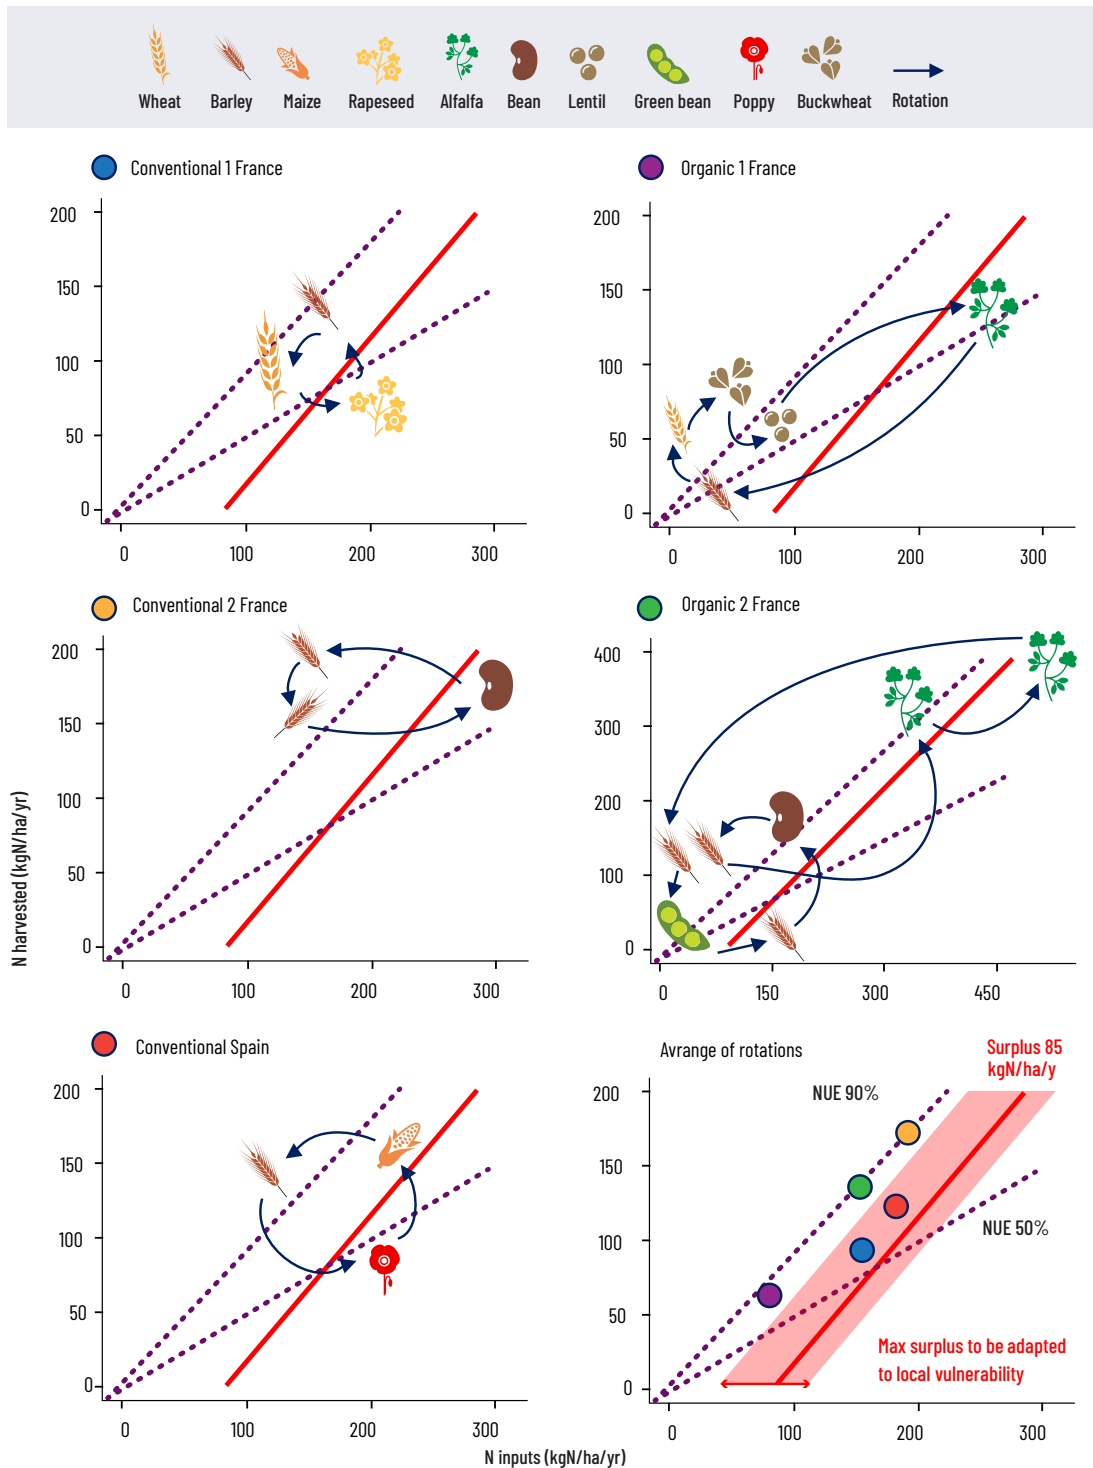 Wheat Barley Maize Rapeseed Alfalfa Bean Lentil Green bean Poppy Buckwheat Rotation
Conventional 1 France
200
150
100
50
0
0 100 200 300
Organic 1 France
200
150
100
50
0
0 100 200 300
Conventional 2 France
200
150
100
50
0
0 100 200 300
Organic 2 France
400
300
200
100
0
0 150 300 450
N harvested (kgN/ha/yr)
Conventional Spain
200
150
100
50
0
0 100 200 300
Avrange of rotations
Surplus 85
kgN/ha/y
NUE 90%
NUE 50%
Max surplus to be adapted
to local vulnerability
200
150
100
50
0
0 100 200 300
N inputs (kgN/ha/yr)